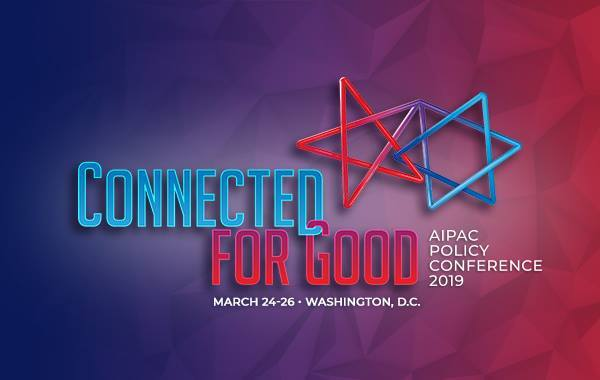 CONNECTED
FOR GOOD
AIPAC
POLICY
CONFERENCE
2019
MARCH 24-26 • WASHINGTON, D.C.